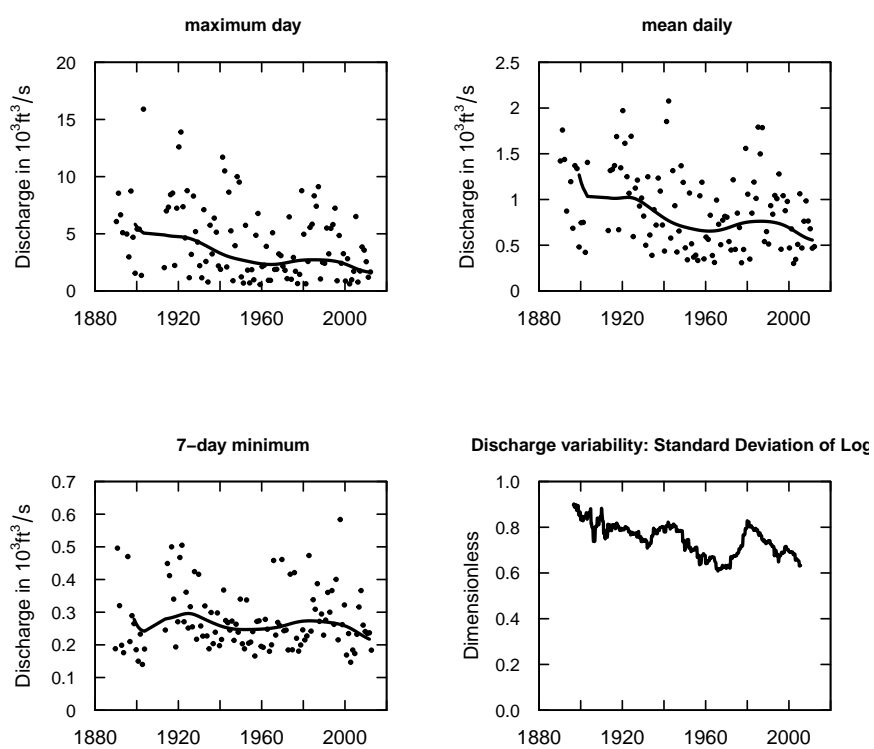 maximum day
Discharge in 10³ft³/s
20
15
10
5
0
1880 1920 1960 2000
mean daily
Discharge in 10³ft³/s
2.5
2
1.5
1
0.5
0
1880 1920 1960 2000
7−day minimum
Discharge in 10³ft³/s
0.7
0.6
0.5
0.4
0.3
0.2
0.1
0
1880 1920 1960 2000
Discharge variability: Standard Deviation of Log
Dimensionless
1.0
0.8
0.6
0.4
0.2
0.0
1880 1920 1960 2000